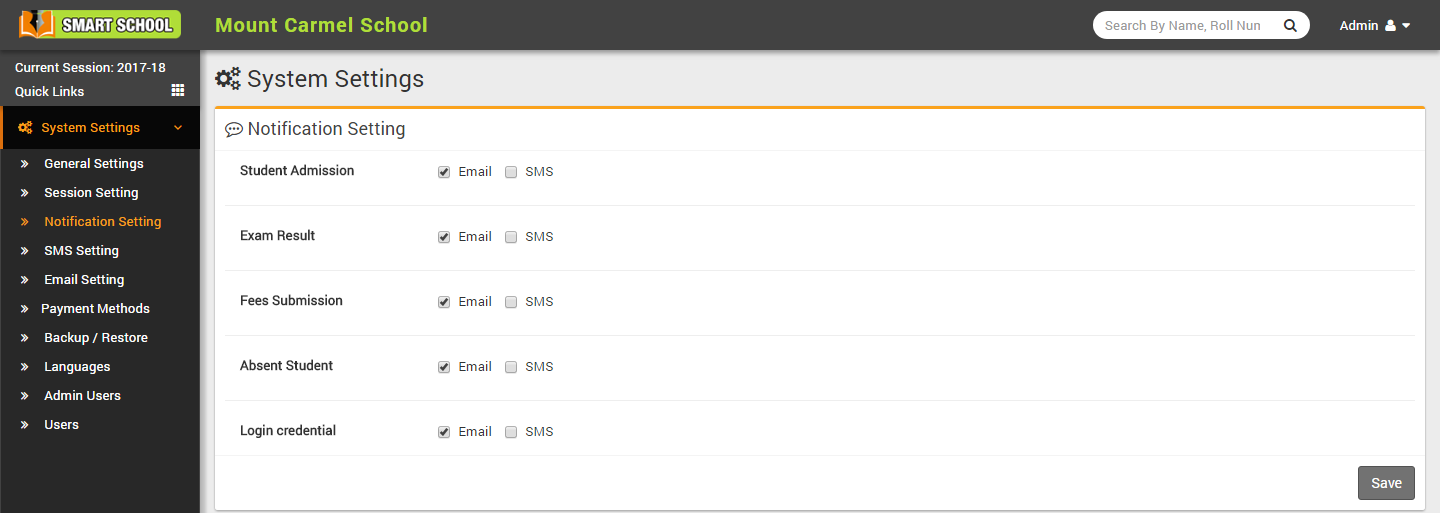 SMART SCHOOL
Mount Carmel School
Search By Name, Roll Nun
Admin
Current Session: 2017-18
Quick Links
System Settings
General Settings
Session Setting
Notification Setting
SMS Setting
Email Setting
Payment Methods
Backup / Restore
Languages
Admin Users
Users
System Settings
Notification Setting
Student Admission Email SMS
Exam Result Email SMS
Fees Submission Email SMS
Absent Student Email SMS
Login credential Email SMS
Save